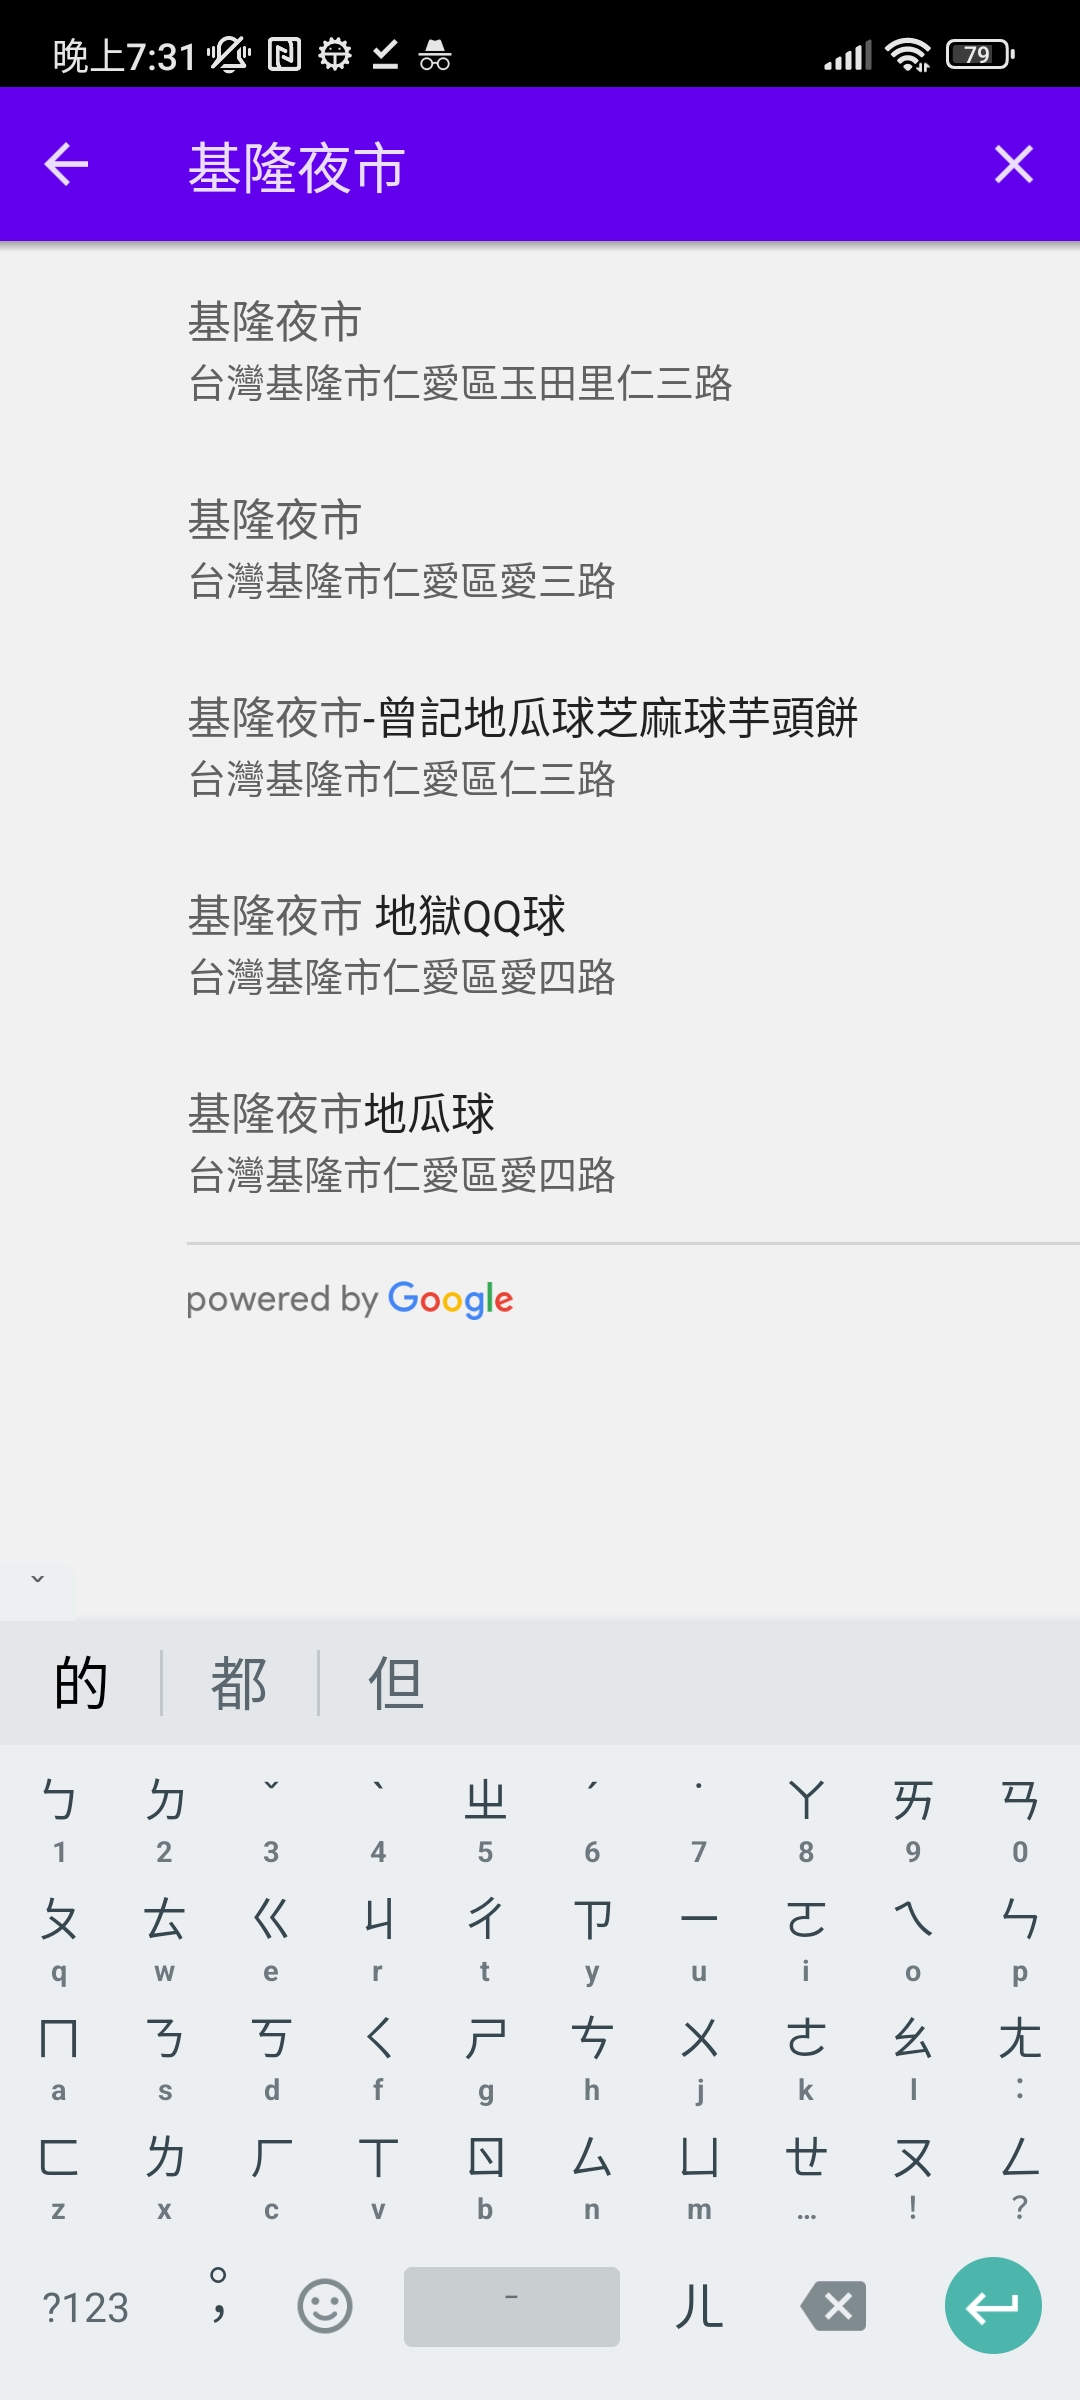 晚上7:31
79
基隆夜市
基隆夜市
台灣基隆市仁愛區玉田里仁三路
基隆夜市
台灣基隆市仁愛區愛三路
基隆夜市-曾記地瓜球芝麻球芋頭餅
台灣基隆市仁愛區仁三路
基隆夜市 地獄QQ球
台灣基隆市仁愛區愛四路
基隆夜市地瓜球
台灣基隆市仁愛區愛四路
powered by Google
ˇ
的 都 但
ㄅ ㄉ ˇ ˋ ㄓ ˊ ˙ ㄚ ㄞ ㄢ
1 2 3 4 5 6 7 8 9 0
ㄆ ㄊ ㄍ ㄐ ㄔ ㄗ ㄧ ㄛ ㄟ ㄣ
q w e r t y u i o p
ㄇ ㄋ ㄎ ㄑ ㄕ ㄘ ㄨ ㄜ ㄠ ㄤ
a s d f g h j k l :
ㄈ ㄌ ㄏ ㄒ ㄖ ㄙ ㄩ ㄝ ㄡ ㄥ
z x c v b n m … ! ?
?123 。， ˉ ㄦ